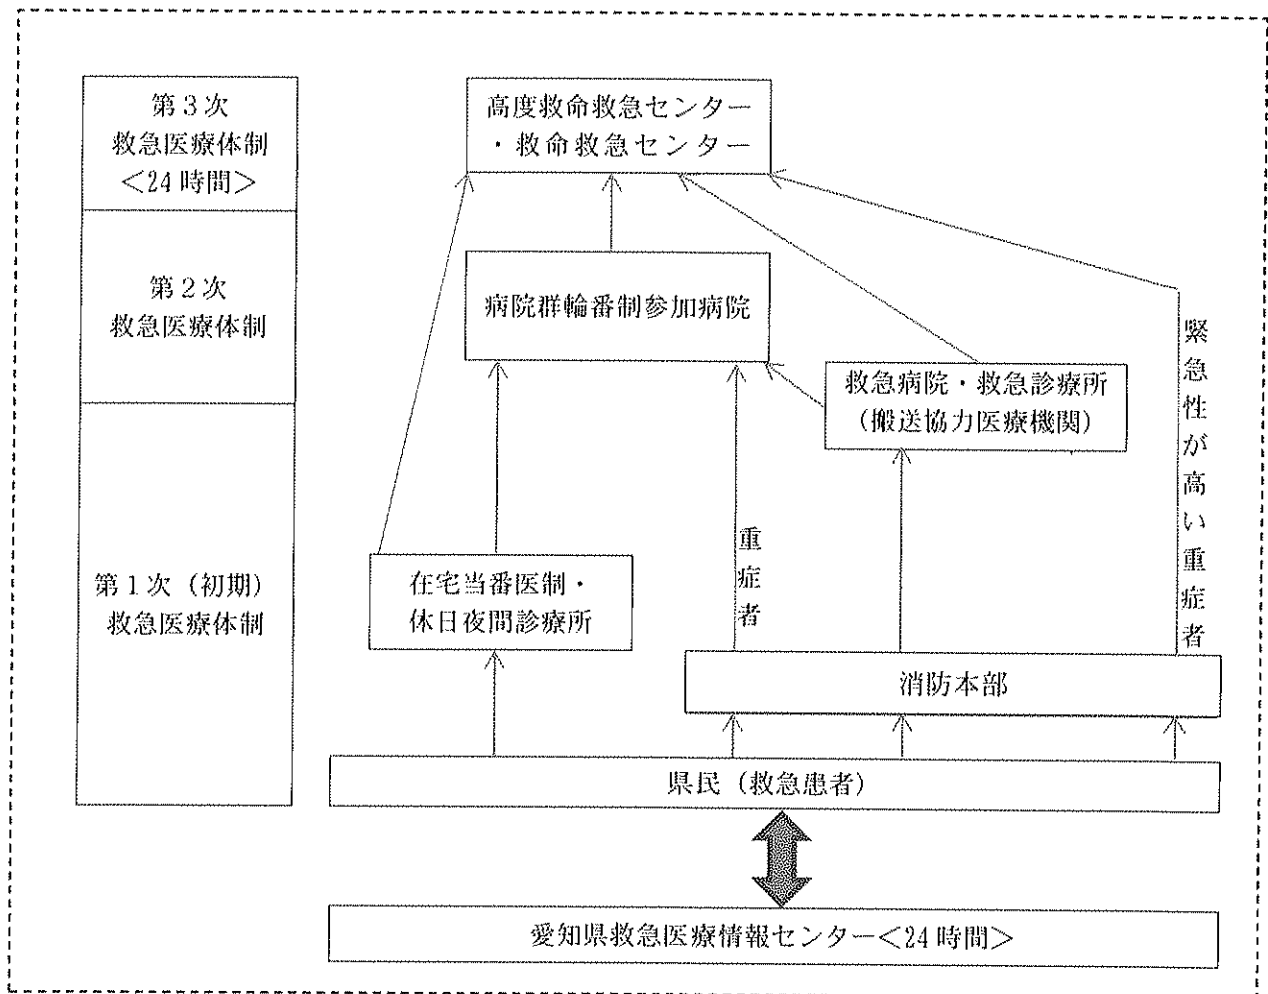 第3次
救急医療体制
＜24時間＞
第2次
救急医療体制
第1次（初期）
救急医療体制
高度救命救急センター
・救命救急センター
病院群輪番制参加病院
救急病院・救急診療所
（搬送協力医療機関）
緊急性が高い重症者
重症者
在宅当番医制・
休日夜間診療所
消防本部
県民（救急患者）
愛知県救急医療情報センター＜24時間＞